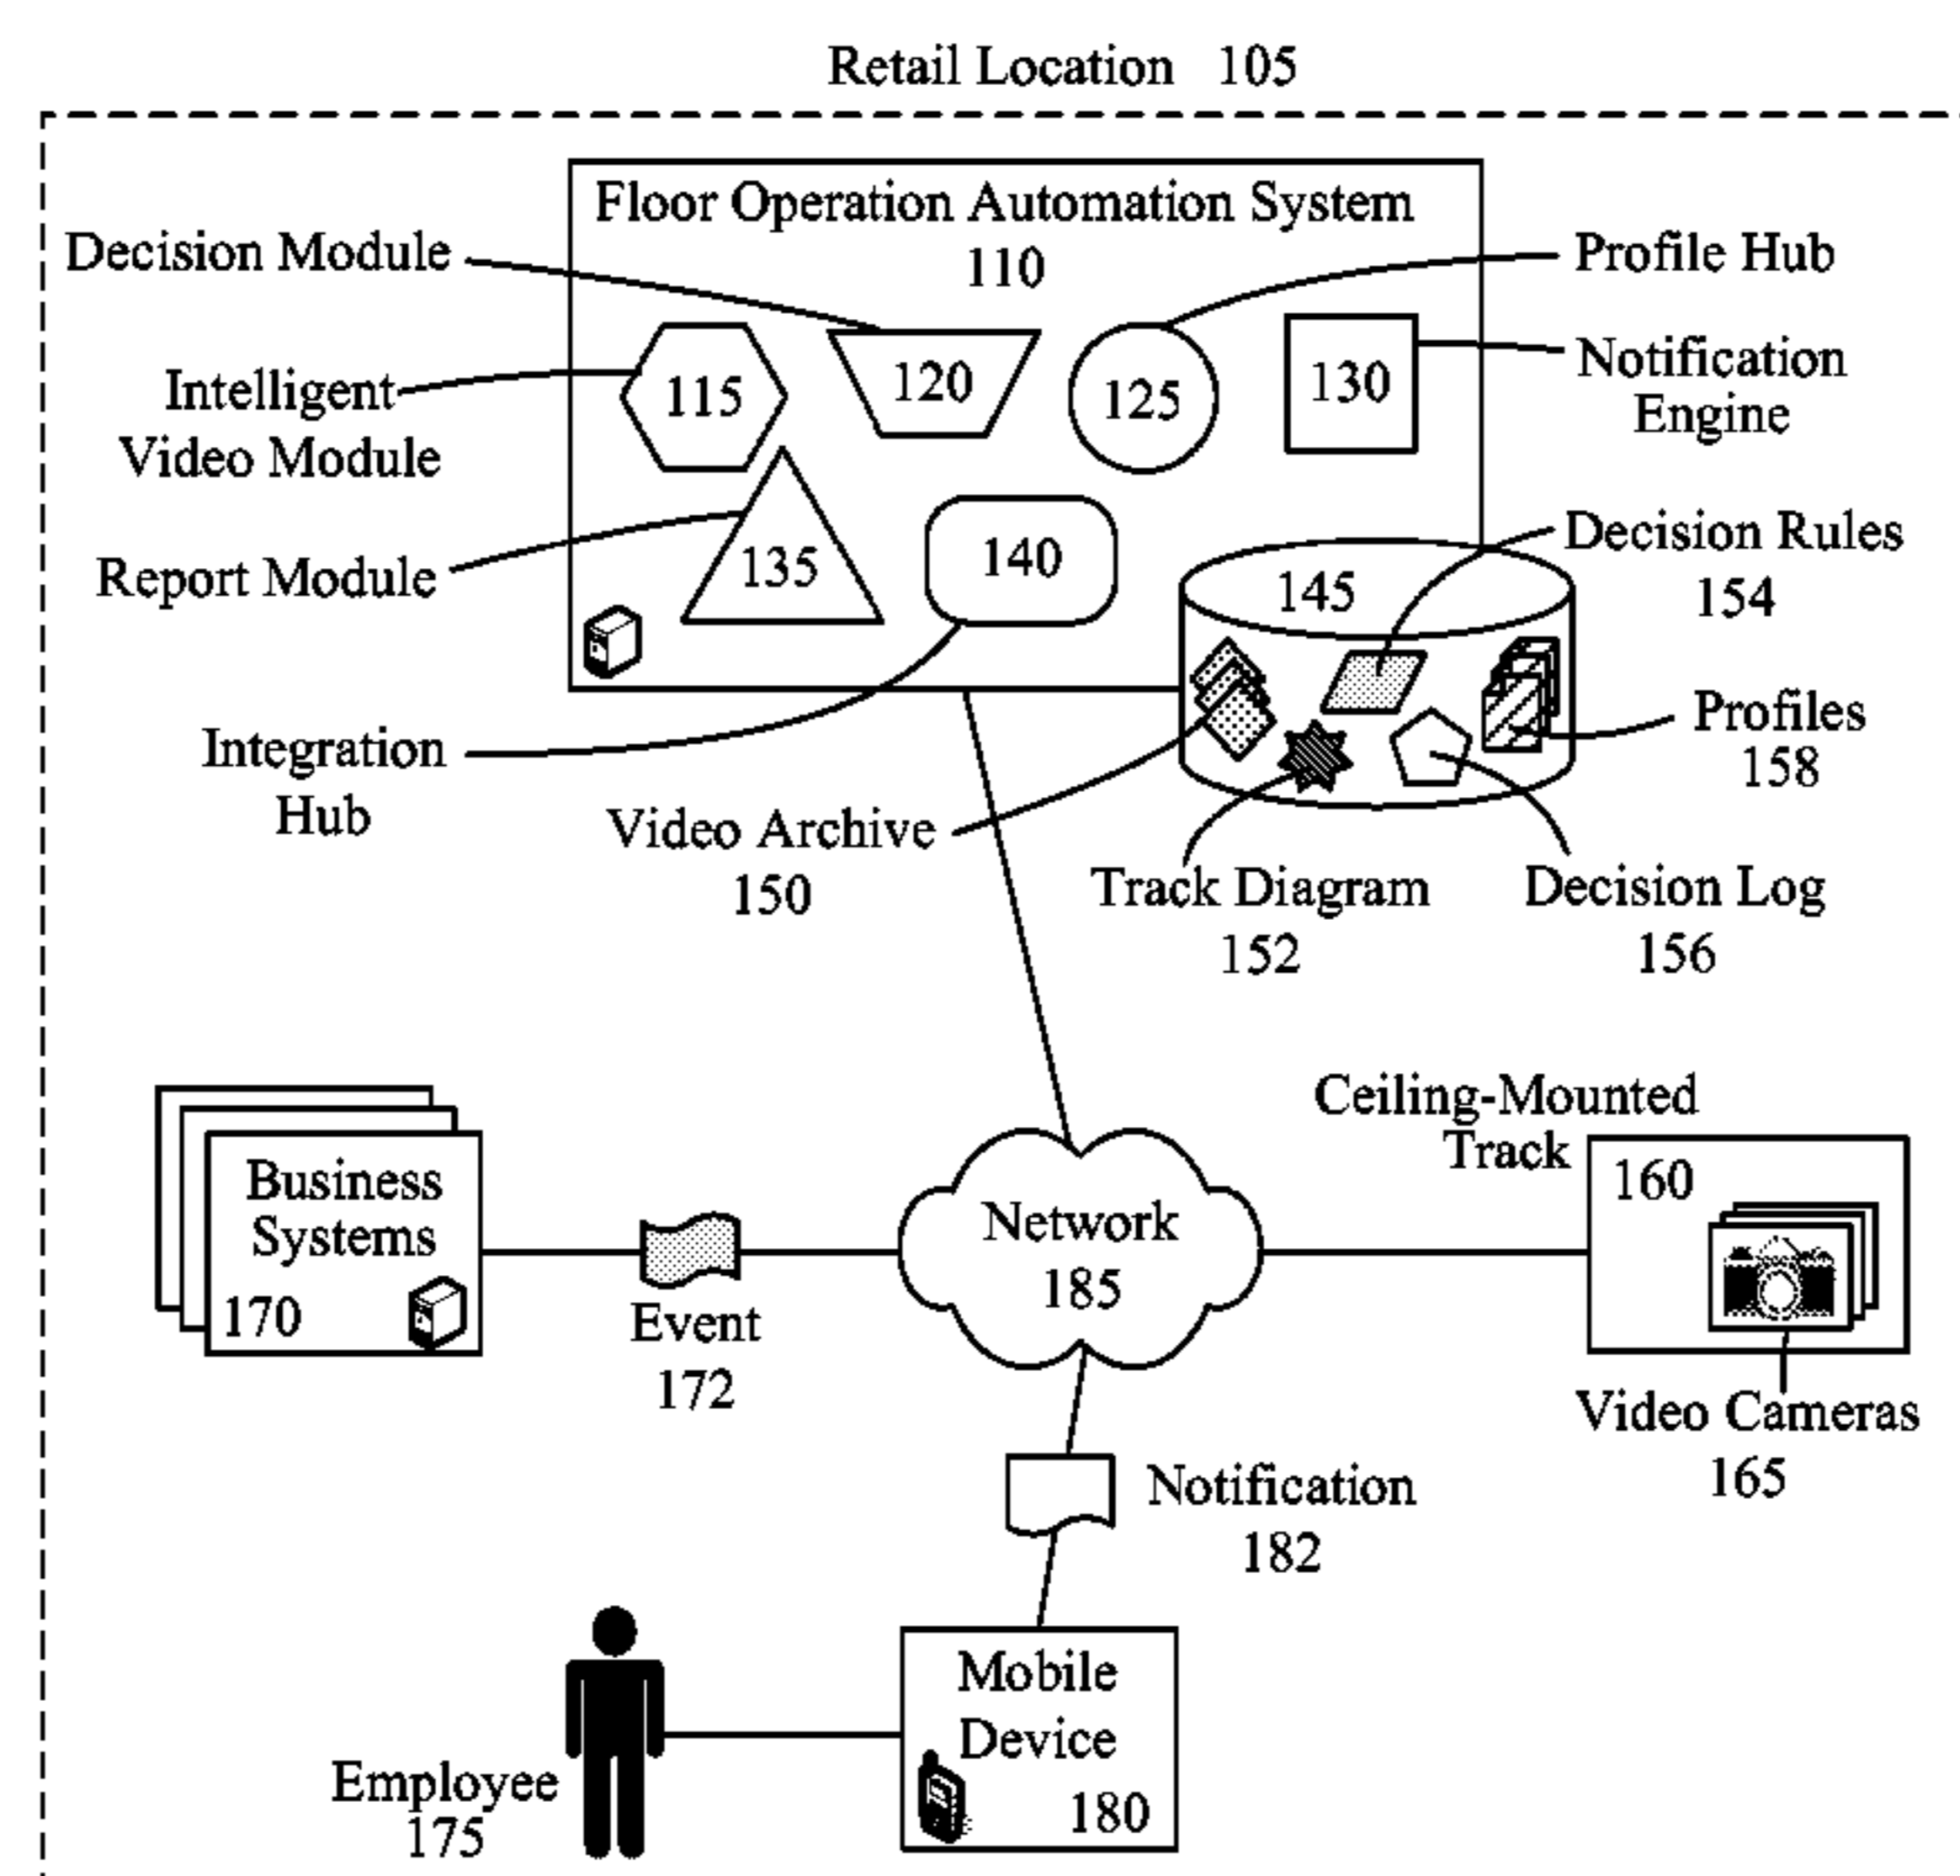 Retail Location 105
Floor Operation Automation System
110
Decision Module
Profile Hub
Intelligent
Video Module
115
120
125
130
Notification
Engine
Report Module
135
140
145
Decision Rules
154
Integration
Hub
Profiles
158
Video Archive
150
Track Diagram
152
Decision Log
156
Business
Systems
170
Event
172
Network
185
Ceiling-Mounted
Track
160
Video Cameras
165
Notification
182
Employee
175
Mobile
Device
180